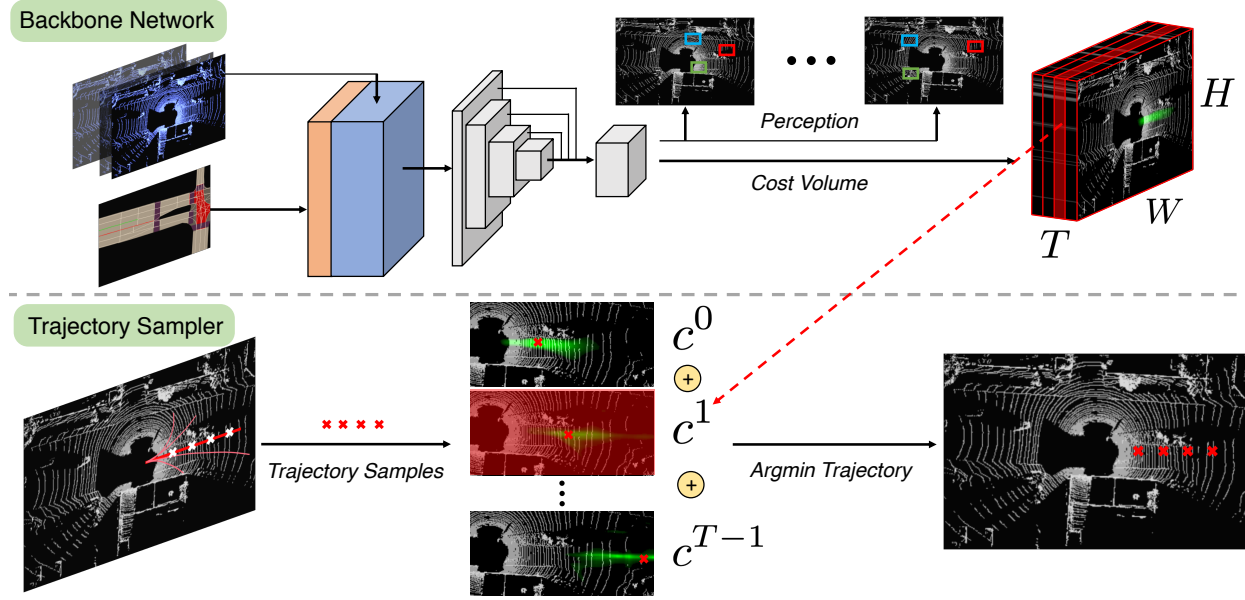 Backbone Network
Perception
Cost Volume
H
W
T
Trajectory Sampler
c^0
+
c^1
Trajectory Samples
Argmin Trajectory
+
c^{T-1}